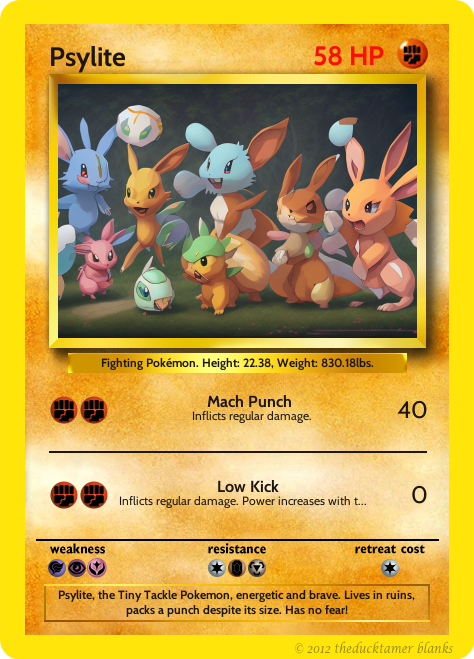 Psylite 58 HP
Fighting Pokémon. Height: 22.38, Weight: 830.18lbs.
Mach Punch 40
Inflicts regular damage.
Low Kick 0
Inflicts regular damage. Power increases with t...
weakness resistance retreat cost
Psylite, the Tiny Tackle Pokemon, energetic and brave. Lives in ruins,
packs a punch despite its size. Has no fear!
© 2012 theducktamer blanks